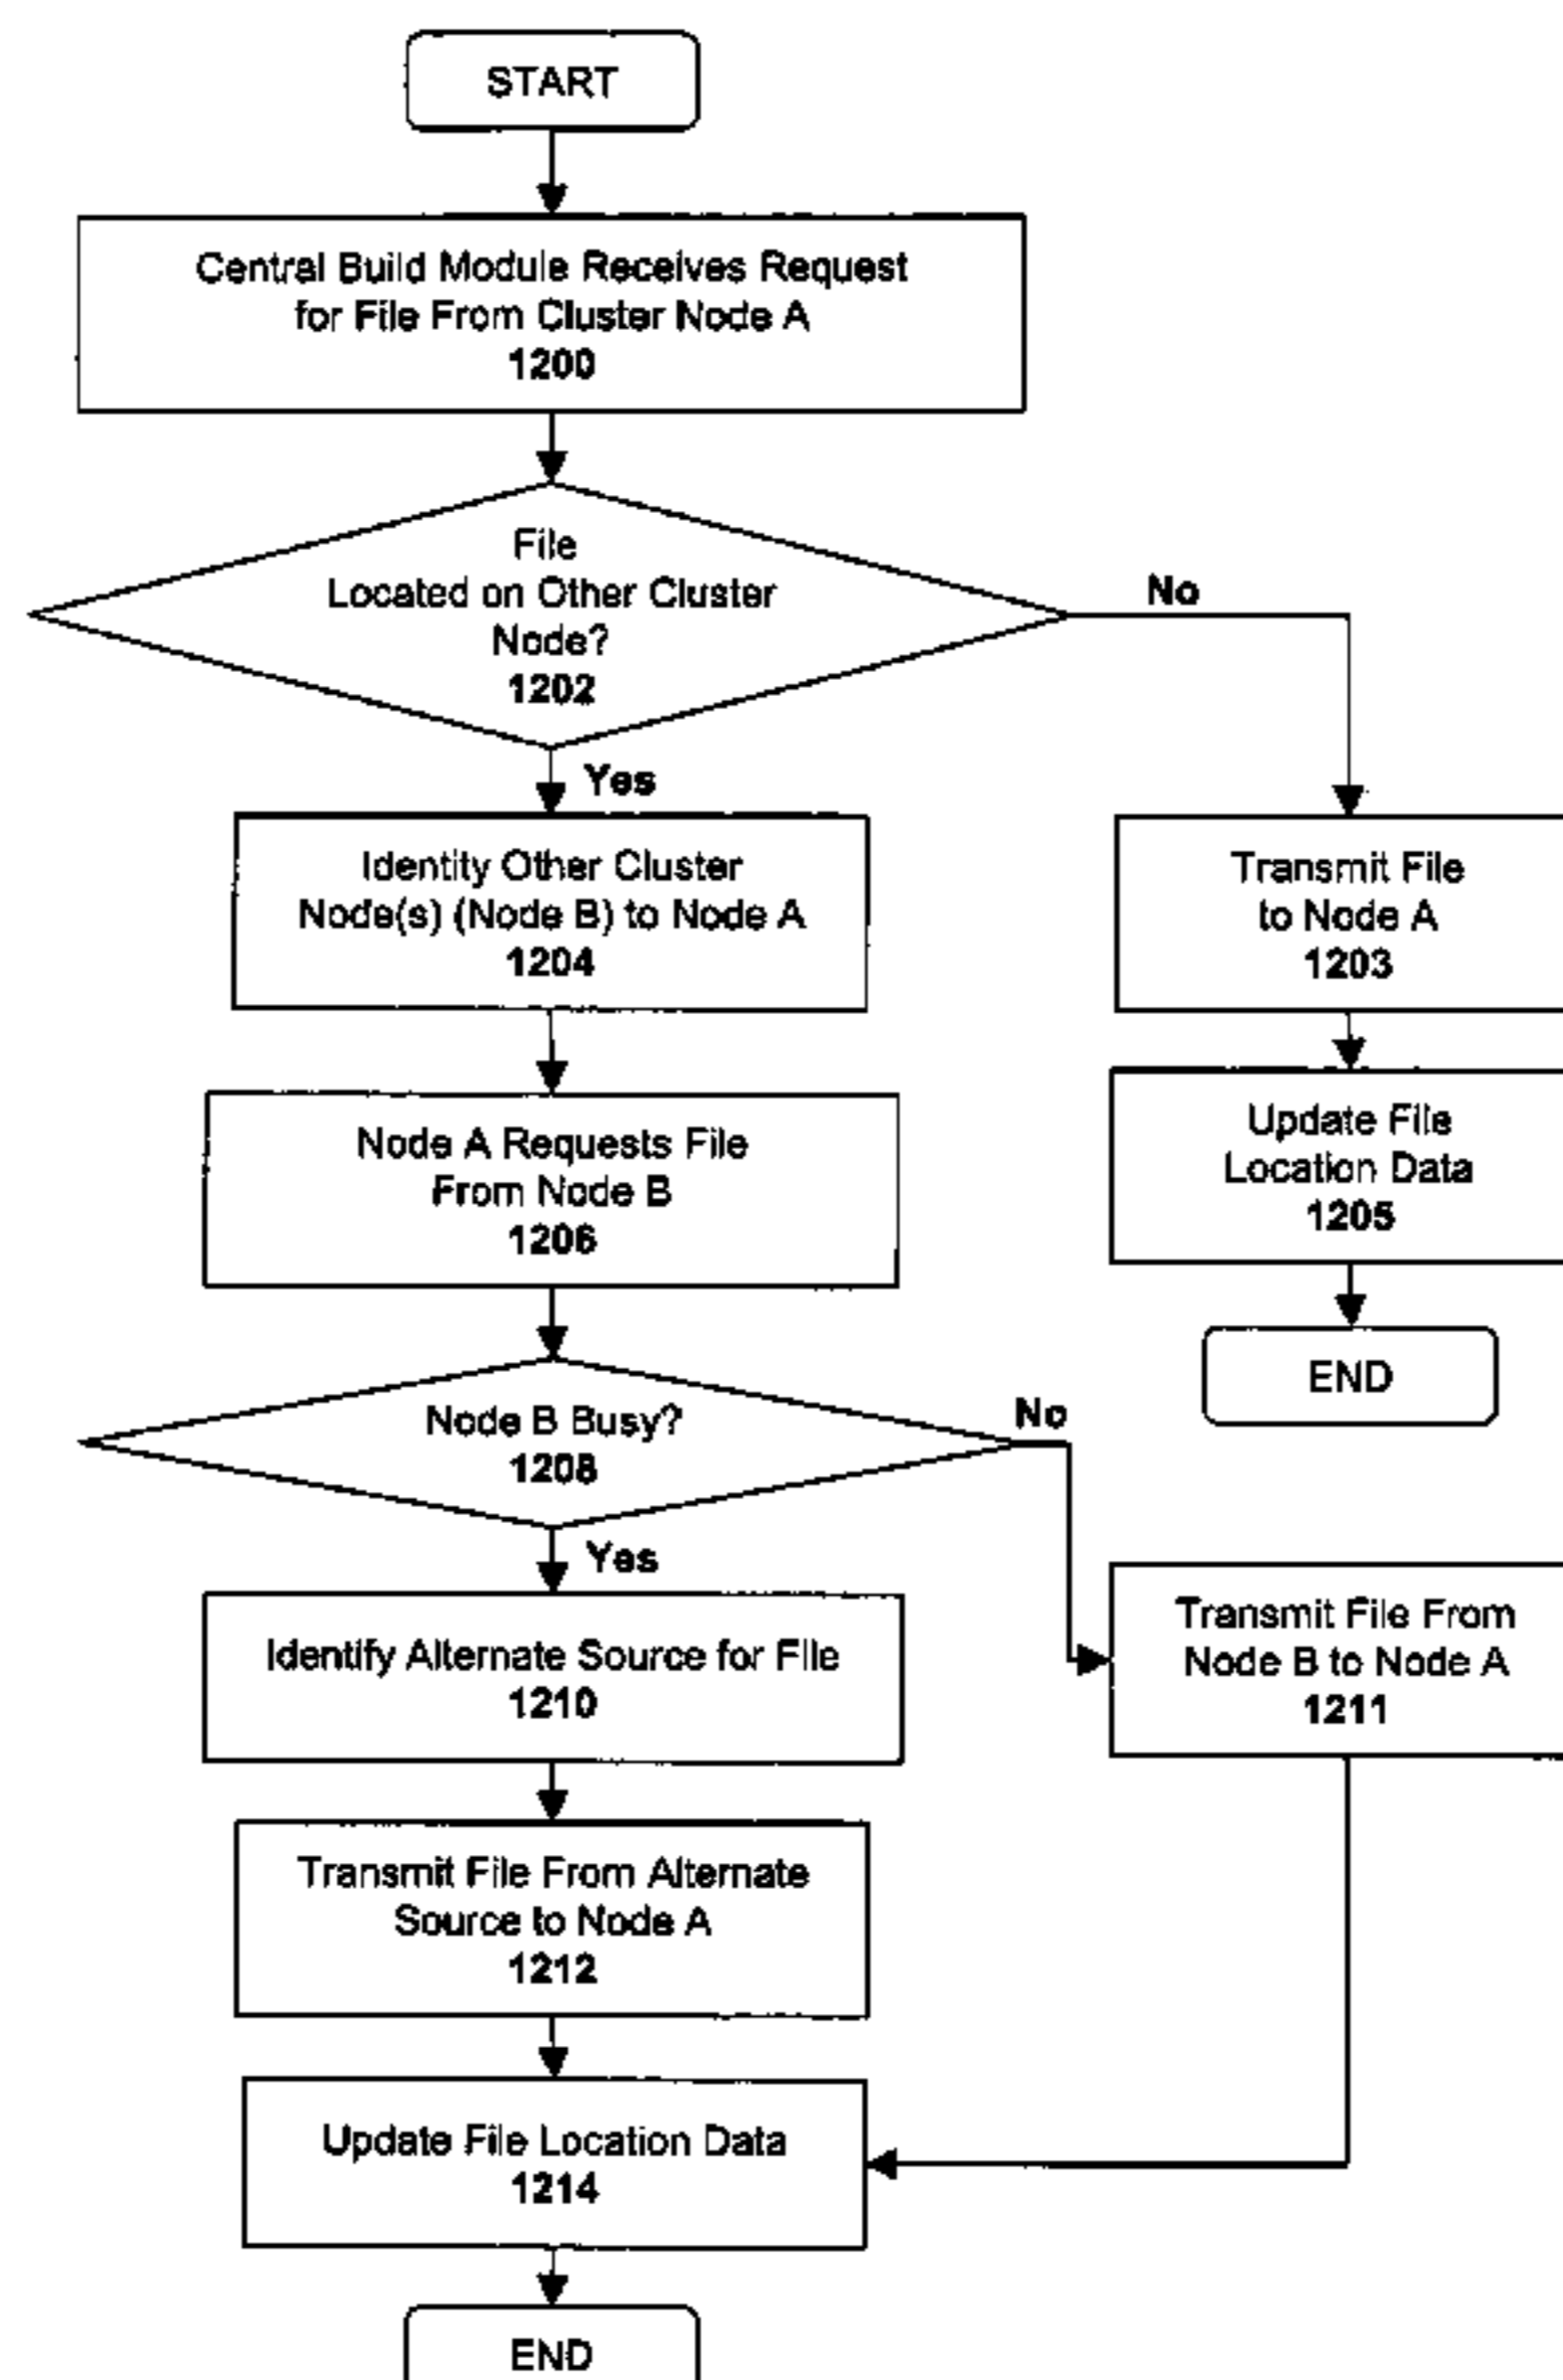 START
Central Build Module Receives Request
for File From Cluster Node A
1200
File
Located on Other Cluster
Node?
1202
No
Yes
Identity Other Cluster
Node(s) (Node B) to Node A
1204
Transmit File
to Node A
1203
Node A Requests File
From Node B
1206
Update File
Location Data
1205
END
Node B Busy?
1208
No
Yes
Identify Alternate Source for File
1210
Transmit File From
Node B to Node A
1211
Transmit File From Alternate
Source to Node A
1212
Update File Location Data
1214
END